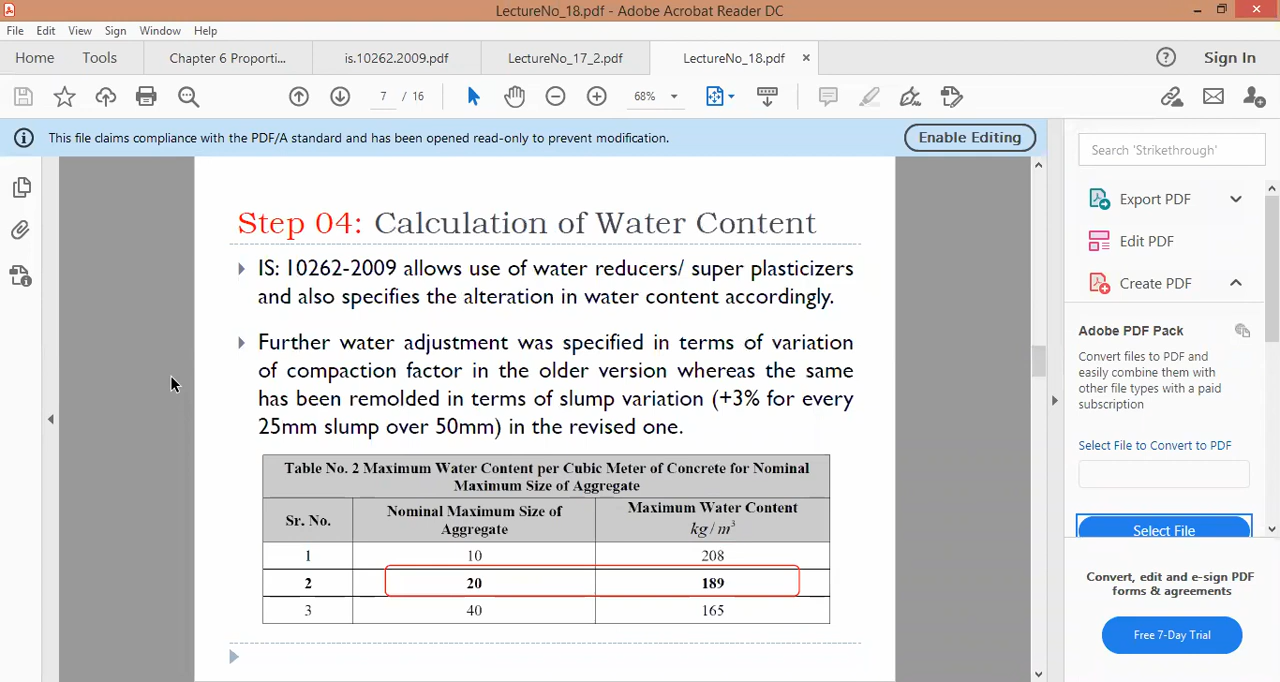 LectureNo_18.pdf - Adobe Acrobat Reader DC
File Edit View Sign Window Help
Home Tools Chapter 6 Proporti... is.10262.2009.pdf LectureNo_17_2.pdf LectureNo_18.pdf × Sign In
7 / 16 68%
This file claims compliance with the PDF/A standard and has been opened read-only to prevent modification. Enable Editing
Step 04: Calculation of Water Content
IS: 10262-2009 allows use of water reducers/ super plasticizers
and also specifies the alteration in water content accordingly.
Further water adjustment was specified in terms of variation
of compaction factor in the older version whereas the same
has been remolded in terms of slump variation (+3% for every
25mm slump over 50mm) in the revised one.
Table No. 2 Maximum Water Content per Cubic Meter of Concrete for Nominal
Maximum Size of Aggregate
Sr. No. Nominal Maximum Size of Aggregate Maximum Water Content kg/m³
1 10 208
2 20 189
3 40 165
Search 'Strikethrough'
Export PDF
Edit PDF
Create PDF
Adobe PDF Pack
Convert files to PDF and
easily combine them with
other file types with a paid
subscription
Select File to Convert to PDF
Select File
Convert, edit and e-sign PDF
forms & agreements
Free 7-Day Trial